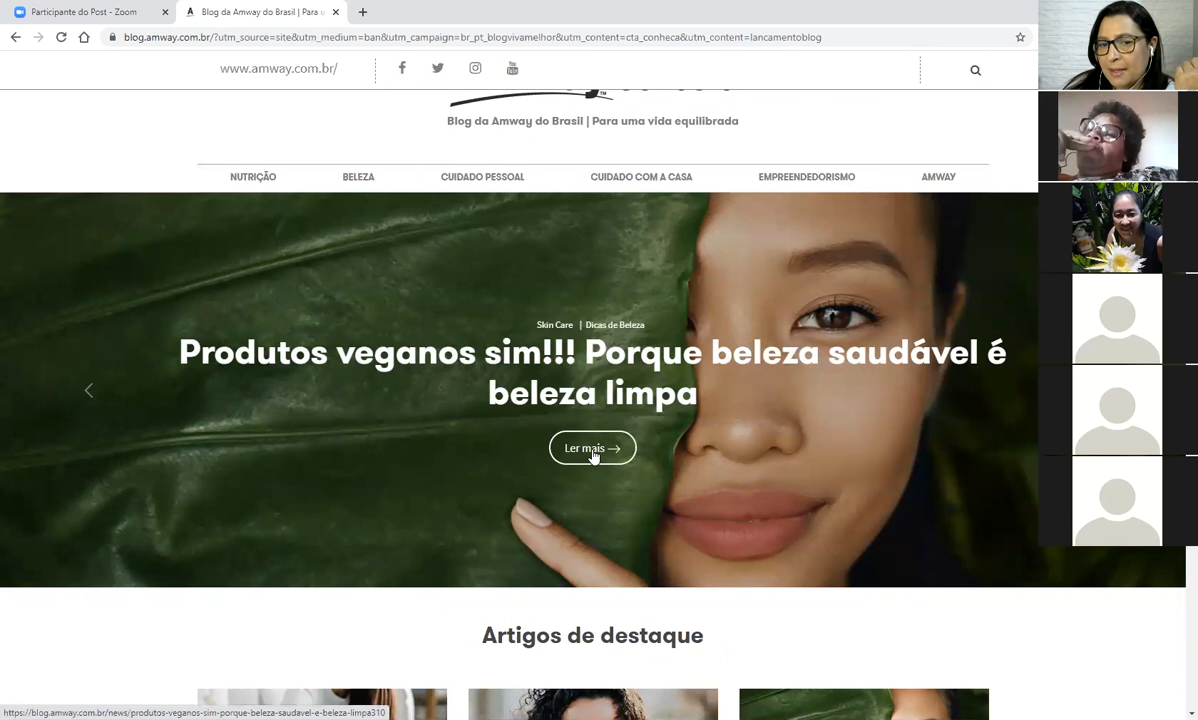 Participante do Post - Zoom
Blog da Amway do Brasil | Para u
blog.amway.com.br/?utm_source=site&utm_medium=ban&utm_campaign=br_pt_blogvivamelhor&utm_content=cta_conheca&utm_content=lancamentoblog
www.amway.com.br/
You Tube
TM
Blog da Amway do Brasil | Para uma vida equilibrada
NUTRIÇÃO BELEZA CUIDADO PESSOAL CUIDADO COM A CASA EMPREENDEDORISMO AMWAY
Skin Care | Dicas de Beleza
Produtos veganos sim!!! Porque beleza saudável é
beleza limpa
Ler mais →
Artigos de destaque
https://blog.amway.com.br/news/produtos-veganos-sim-porque-beleza-saudavel-e-beleza-limpa310